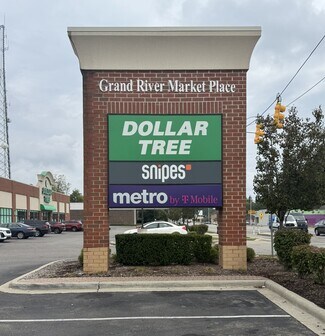 Grand River Market Place
DOLLAR
TREE
snipes
metro by T Mobile